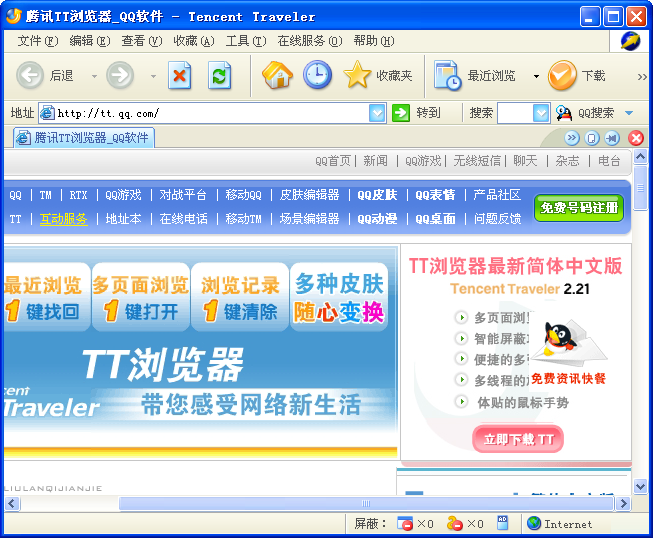 腾讯TT浏览器_QQ软件 - Tencent Traveler
文件(F) 编辑(E) 查看(V) 收藏(A) 工具(T) 在线服务(O) 帮助(H)
后退 收藏夹 最近浏览 下载 »
地址 http://tt.qq.com/ 转到 搜索 QQ搜索
腾讯TT浏览器_QQ软件
QQ首页 | 新闻 | QQ游戏 | 无线短信 | 聊天 | 杂志 | 电台
QQ | TM | RTX | QQ游戏 | 对战平台 | 移动QQ | 皮肤编辑器 | QQ皮肤 | QQ表情 | 产品社区
TT | 互动服务 | 地址本 | 在线电话 | 移动TM | 场景编辑器 | QQ动漫 | QQ桌面 | 问题反馈
免费号码注册
最近浏览 多页面浏览 浏览记录 多种皮肤
1键找回 1键打开 1键清除 随心变换
TT浏览器
cent
Traveler
带您感受网络新生活
TT浏览器最新简体中文版
Tencent Traveler 2.21
多页面浏
智能屏蔽
便捷的多
多线程的
体贴的鼠标手势
免费资讯快餐
立即下载 TT
LIULANQIJIANJIE
屏蔽: ×0 ×0 AD Internet